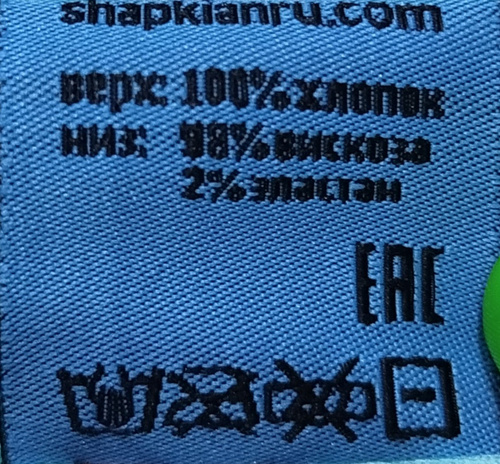 shapkianru.com
верх: 100% хлопок
низ: 98% вискоза
2% эластан
EAC